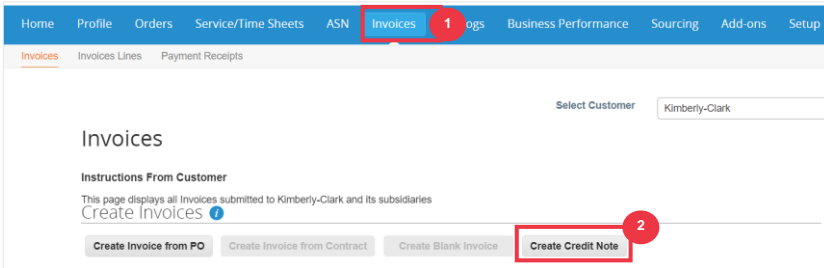 Home Profile Orders Service/Time Sheets ASN Invoices 1 ogs Business Performance Sourcing Add-ons Setup
Invoices Invoices Lines Payment Receipts
Select Customer Kimberly-Clark
Invoices
Instructions From Customer
This page displays all Invoices submitted to Kimberly-Clark and its subsidiaries
Create Invoices i
2
Create Invoice from PO Create Invoice from Contract Create Blank Invoice Create Credit Note